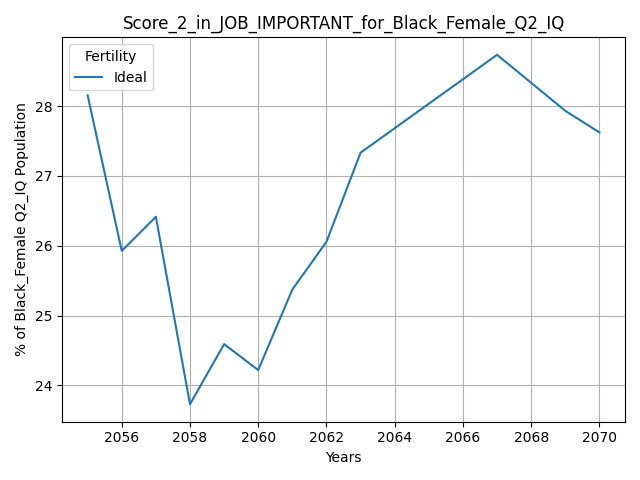 Score_2_in_JOB_IMPORTANT_for_Black_Female_Q2_IQ
Fertility
Ideal
% of Black_Female Q2_IQ Population
28
27
26
25
24
2056 2058 2060 2062 2064 2066 2068 2070
Years